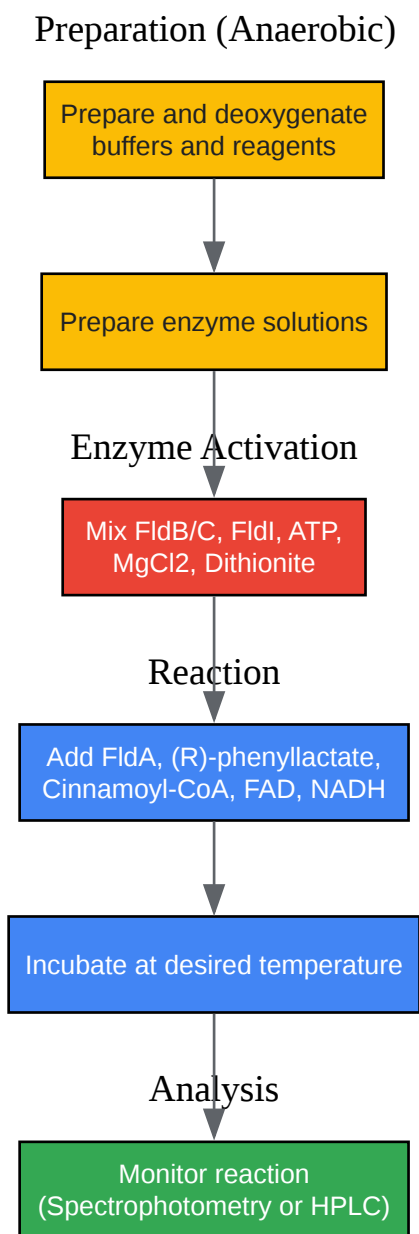 Preparation (Anaerobic)
Prepare and deoxygenate
buffers and reagents
Prepare enzyme solutions
Enzyme Activation
Mix FldB/C, FldI, ATP,
MgCl2, Dithionite
Reaction
Add FldA, (R)-phenyllactate,
Cinnamoyl-CoA, FAD, NADH
Incubate at desired temperature
Analysis
Monitor reaction
(Spectrophotometry or HPLC)